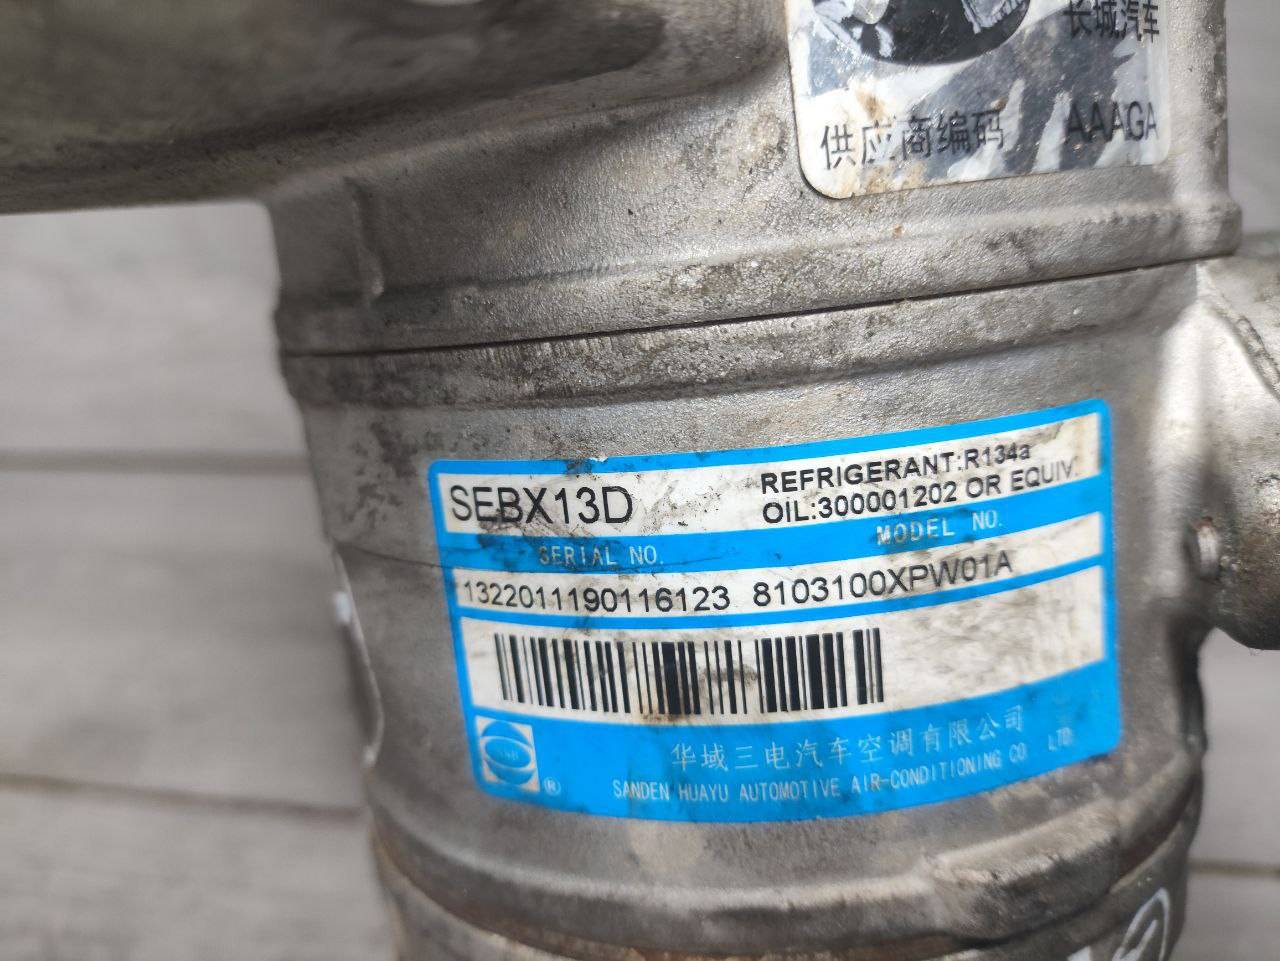 长城汽车
供应商编码 AAAGA
SEBX13D
REFRIGERANT:R134a
OIL:300001202 OR EQUIV.
SERIAL NO. MODEL NO.
1322011190116123 8103100XPW01A
华域三电汽车空调有限公司
SANDEN HUAYU AUTOMOTIVE AIR-CONDITIONING CO LTD
®